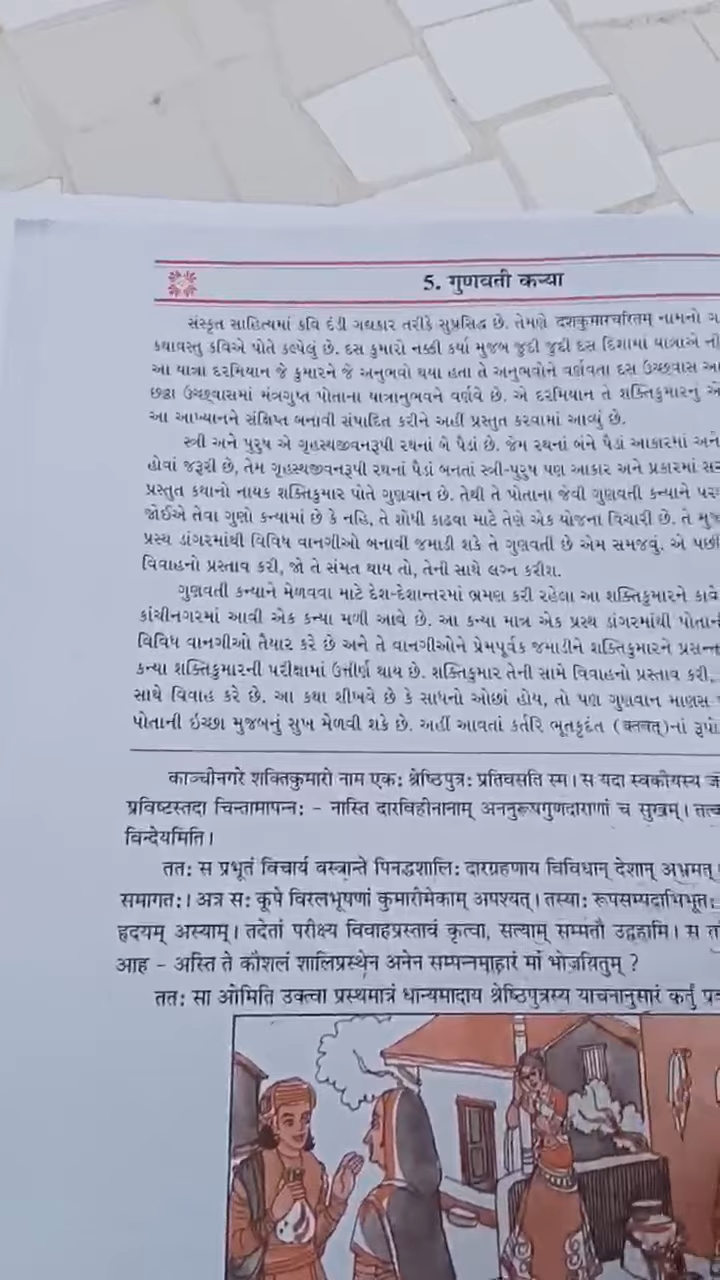 5. गुणवती कन्या
સંસ્કૃત સાહિત્યમાં કવિ દંડી ગદ્યકાર તરીકે સુપ્રસિદ્ધ છે. તેમણે दशकुमारचरितम् નામનો ગ
કથાવસ્તુ કવિએ પોતે કલ્પેલું છે. દસ કુમારો નક્કી કર્યા મુજબ જુદી જુદી દસ દિશામાં યાત્રાએ ની
આ યાત્રા દરમિયાન જે કુમારને જે અનુભવો થયા હતા તે અનુભવોને વર્ણવતા દસ ઉચ્છ્વાસ આ
છઠ્ઠા ઉચ્છ્વાસમાં મંત્રગુપ્ત પોતાના યાત્રાનુભવને વર્ણવે છે. એ દરમિયાન તે શક્તિકુમારનું એ
આ આખ્યાનને સંક્ષિપ્ત બનાવી સંપાદિત કરીને અહીં પ્રસ્તુત કરવામાં આવ્યું છે.
સ્ત્રી અને પુરુષ એ ગૃહસ્થજીવનરૂપી રથનાં બે પૈડાં છે. જેમ રથનાં બંને પૈડાં આકારમાં અને
હોવાં જરૂરી છે, તેમ ગૃહસ્થજીવનરૂપી રથનાં પૈડાં બનતાં સ્ત્રી-પુરુષ પણ આકાર અને પ્રકારમાં સર
પ્રસ્તુત કથાનો નાયક શક્તિકુમાર પોતે ગુણવાન છે. તેથી તે પોતાના જેવી ગુણવતી કન્યાને પર
જોઈએ તેવા ગુણો કન્યામાં છે કે નહિ, તે શોધી કાઢવા માટે તેણે એક યોજના વિચારી છે. તે મુજ
પ્રસ્થ ડાંગરમાંથી વિવિધ વાનગીઓ બનાવી જમાડી શકે તે ગુણવતી છે એમ સમજવું. એ પછી
વિવાહનો પ્રસ્તાવ કરી, જો તે સંમત થાય તો, તેની સાથે લગ્ન કરીશ.
ગુણવતી કન્યાને મેળવવા માટે દેશ-દેશાન્તરમાં ભ્રમણ કરી રહેલા આ શક્તિકુમારને કાવે
કાંચીનગરમાં આવી એક કન્યા મળી આવે છે. આ કન્યા માત્ર એક પ્રસ્થ ડાંગરમાંથી પોતાન
વિવિધ વાનગીઓ તૈયાર કરે છે અને તે વાનગીઓને પ્રેમપૂર્વક જમાડીને શક્તિકુમારને પ્રસન્ન
કન્યા શક્તિકુમારની પરીક્ષામાં ઉત્તીર્ણ થાય છે. શક્તિકુમાર તેની સામે વિવાહનો પ્રસ્તાવ કરી,
સાથે વિવાહ કરે છે. આ કથા શીખવે છે કે સાધનો ઓછાં હોય, તો પણ ગુણવાન માણસ
પોતાની ઇચ્છા મુજબનું સુખ મેળવી શકે છે. અહીં આવતાં કર્તરિ ભૂતકૃદંત (क्तवत्)નાં રૂપો
काञ्चीनगरे शक्तिकुमारो नाम एकः श्रेष्ठिपुत्रः प्रतिवसति स्म। स यदा स्वकीयस्य ज
प्रविष्टस्तदा चिन्तामापन्नः - नास्ति दारविहीनानाम् अननुरूपगुणदाराणां च सुखम्। तत्क
विन्देयमिति।
ततः स प्रभूतं विचार्य वस्त्रान्ते पिनद्धशालिः दारग्रहणाय विविधान् देशान् अभ्रमत्
समागतः। अत्र सः कूपे विरलभूषणां कुमारीमेकाम् अपश्यत्। तस्याः रूपसम्पदाभिभूतः
हृदयम् अस्याम्। तदेतां परीक्ष्य विवाहप्रस्तावं कृत्वा, सत्याम् सम्मतौ उद्वहामि। स त
आह - अस्ति ते कौशलं शालिप्रस्थेन अनेन सम्पन्नमाहारं मां भोजयितुम् ?
ततः सा ओमिति उक्त्वा प्रस्थमात्रं धान्यमादाय श्रेष्ठिपुत्रस्य याचनानुसारं कर्तुं प्र